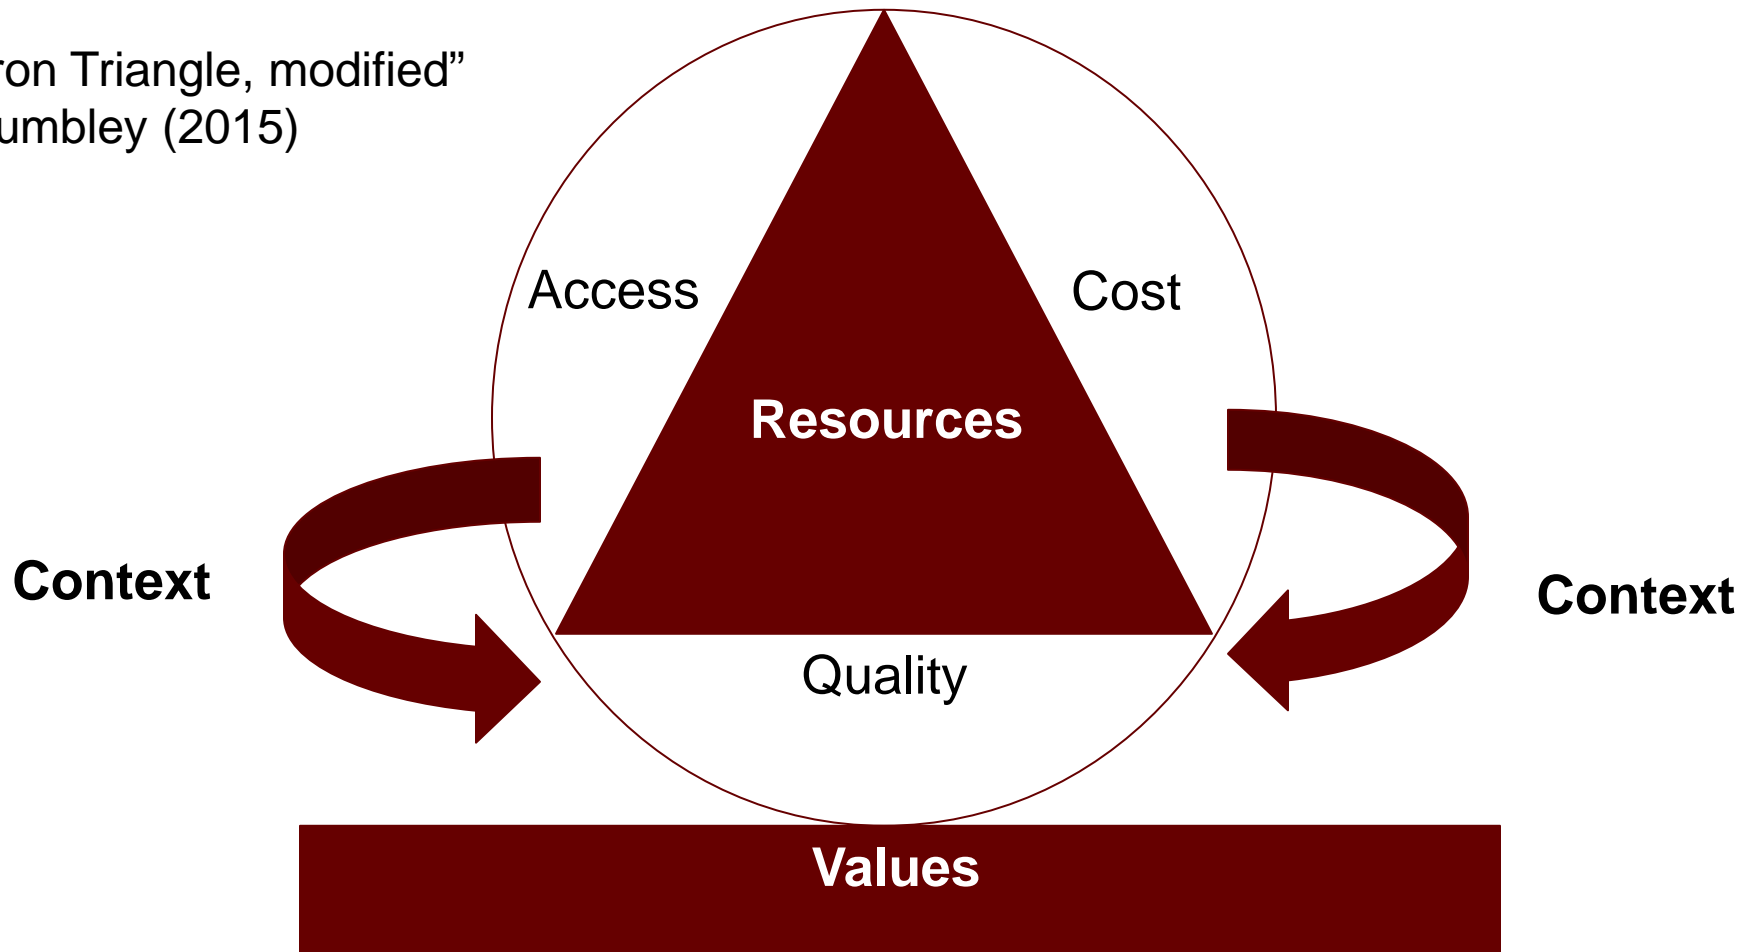 ron Triangle, modified”
umbley (2015)
Access
Cost
Resources
Context
Context
Quality
Values